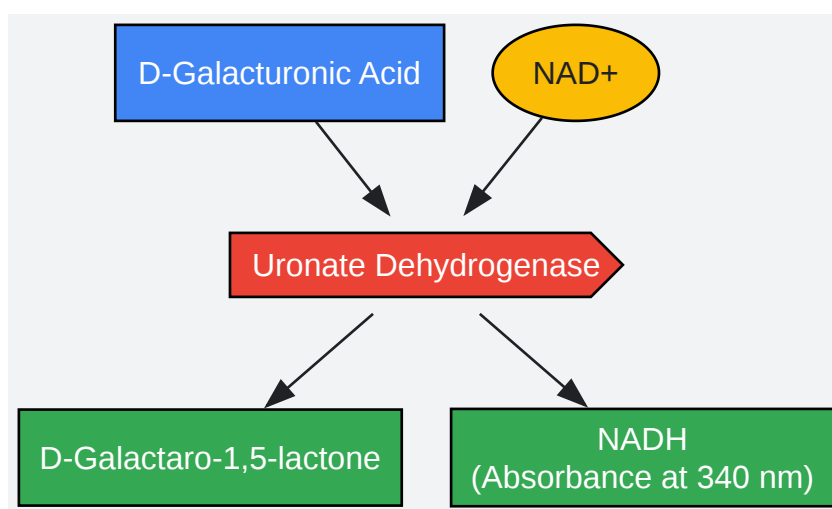 D-Galacturonic Acid
NAD+
Uronate Dehydrogenase
D-Galactaro-1,5-lactone
NADH
(Absorbance at 340 nm)